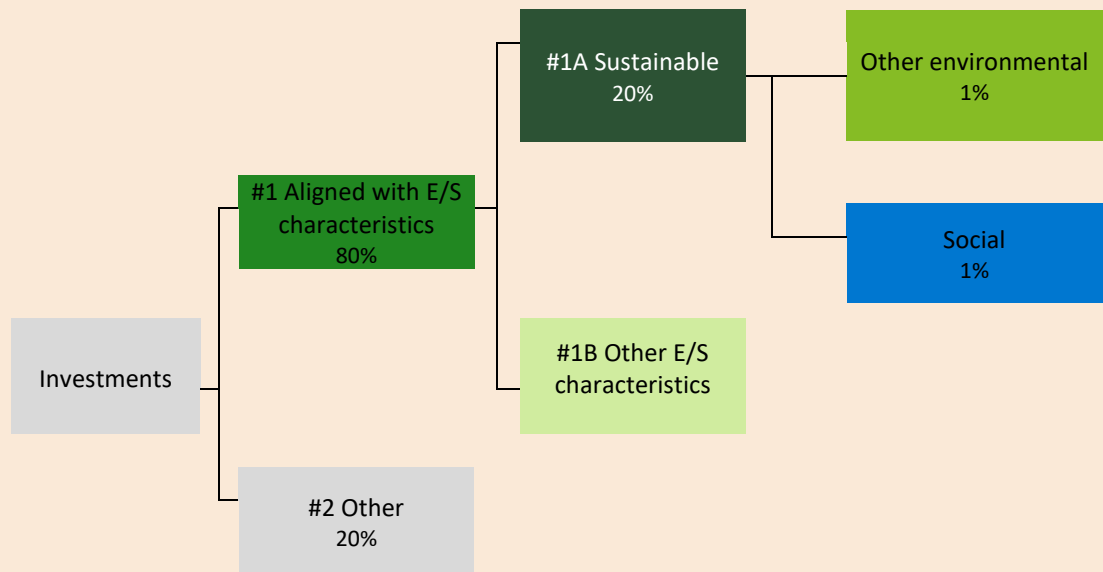 #1A Sustainable
20%
Other environmental
1%
#1 Aligned with E/S
characteristics
80%
Social
1%
Investments
#1B Other E/S
characteristics
#2 Other
20%